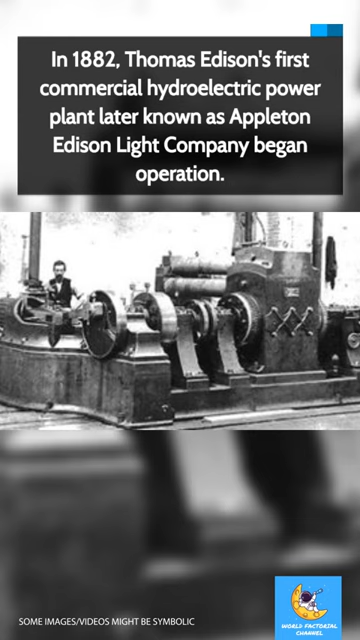 In 1882, Thomas Edison's first
commercial hydroelectric power
plant later known as Appleton
Edison Light Company began
operation.
SOME IMAGES/VIDEOS MIGHT BE SYMBOLIC
WORLD FACTORIAL
CHANNEL